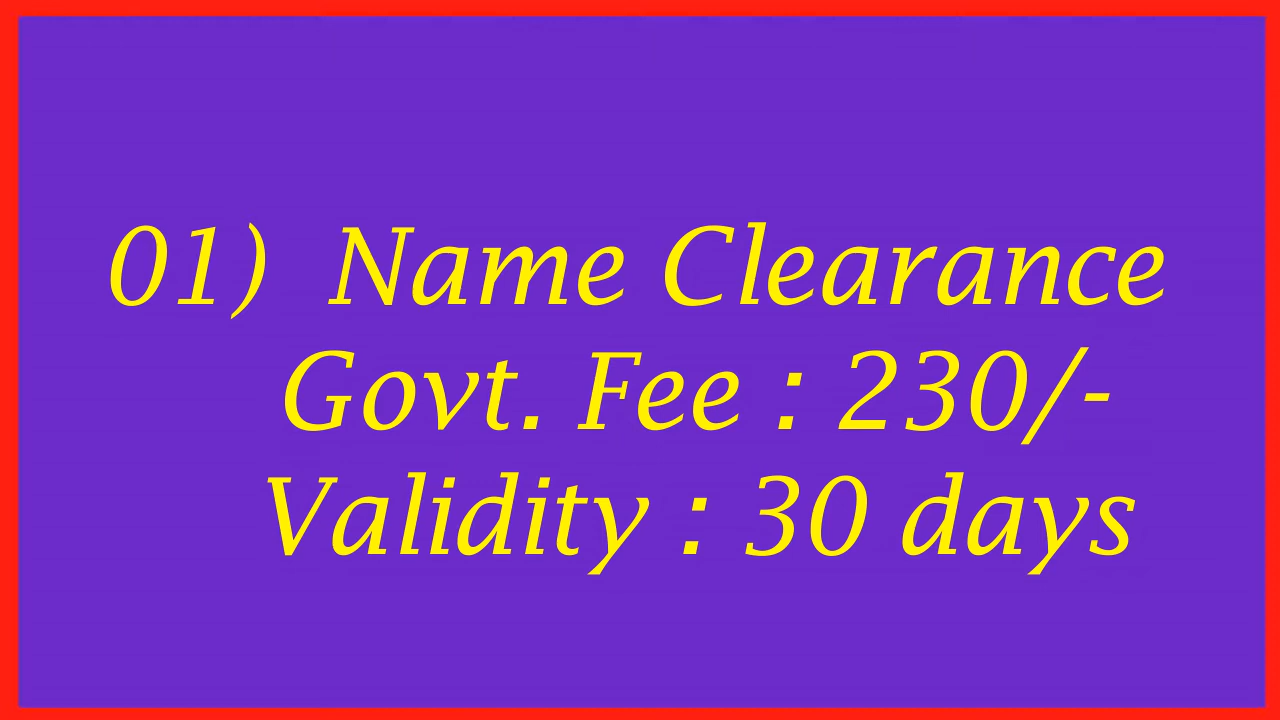 01) Name Clearance
Govt. Fee : 230/-
Validity : 30 days